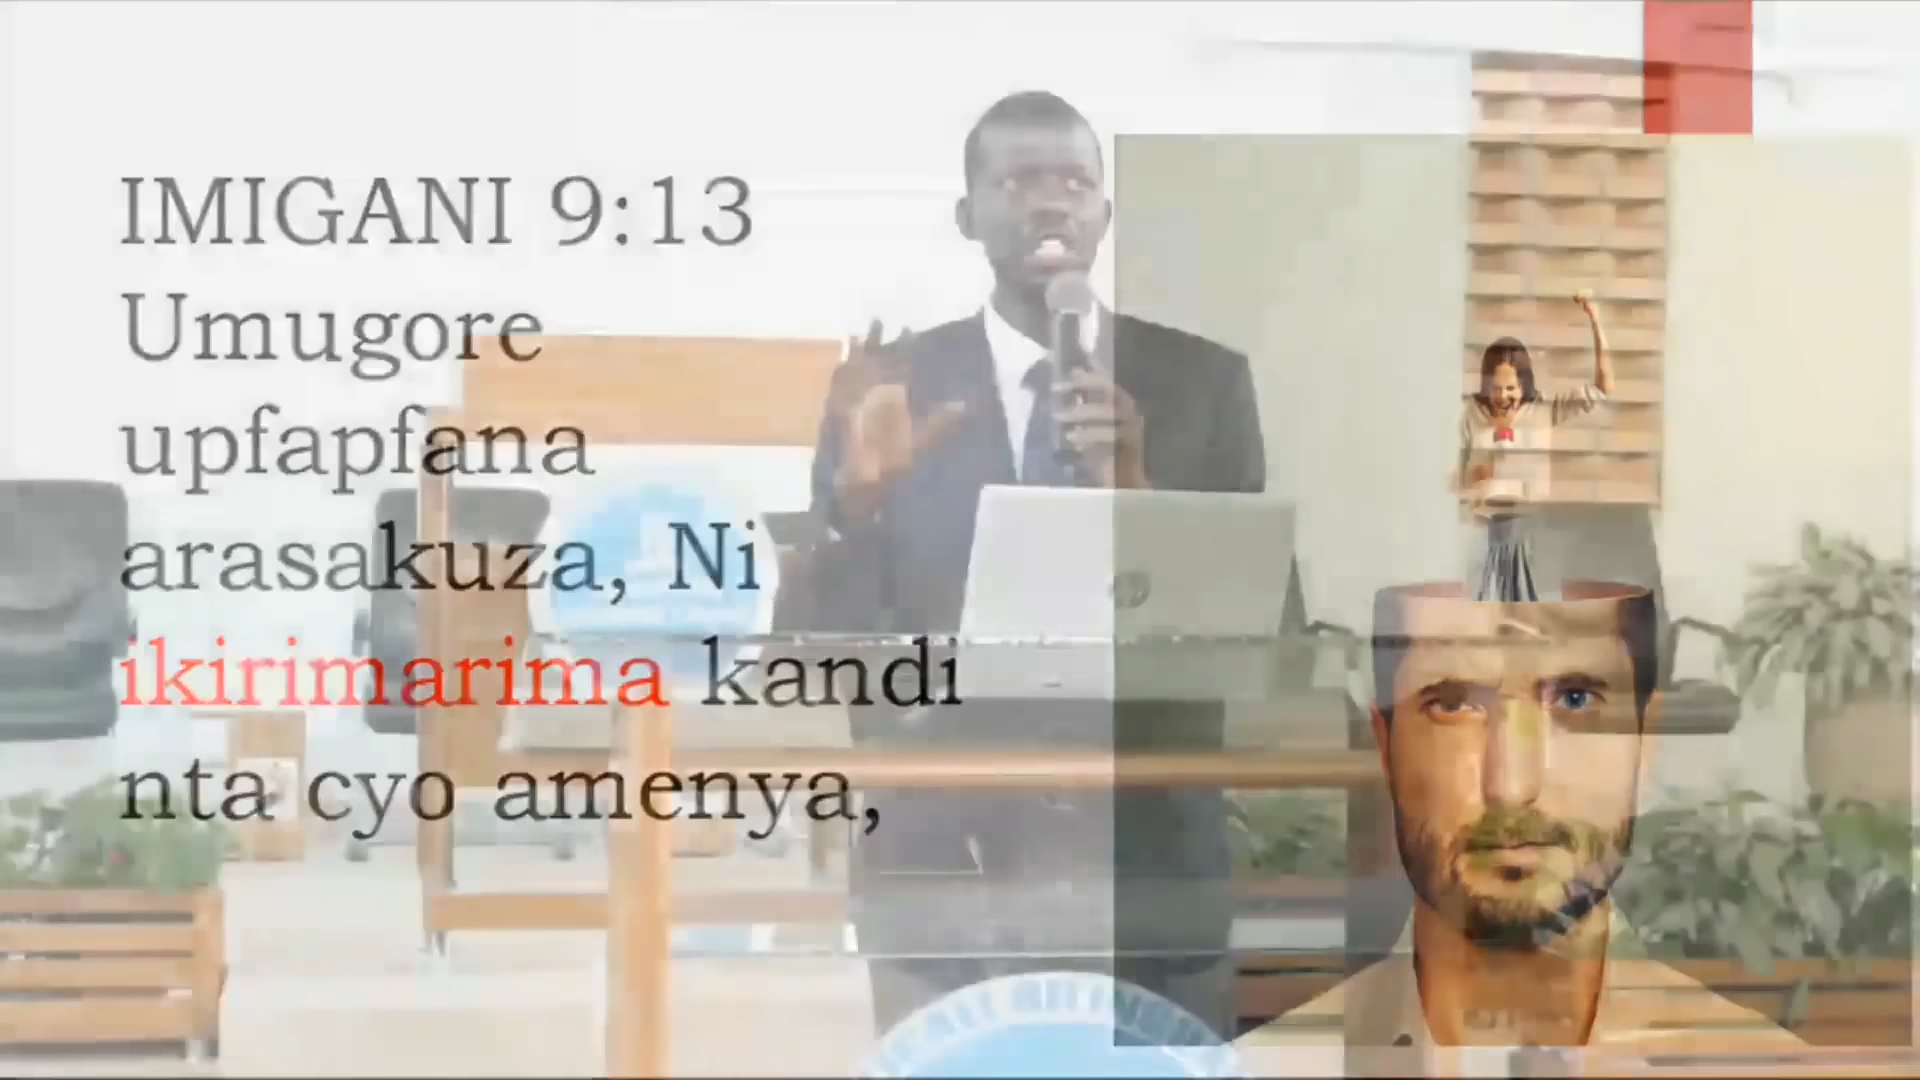 IMIGANI 9:13
Umugore
upfapfana
arasakuza, Ni
ikirimarima kandi
nta cyo amenya,